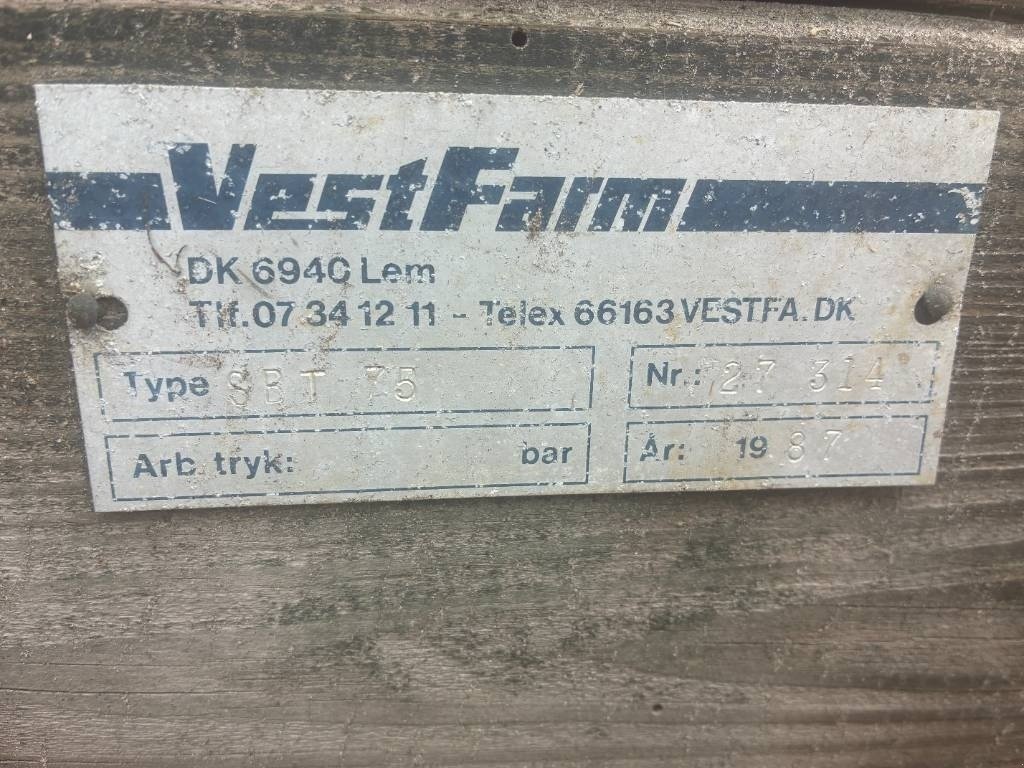 VestFarm
DK 6940 Lem
Tlf. 07 34 12 11 - Telex 66163 VESTFA. DK
Type SBT 75
Nr.: 27 314
Arb. tryk: bar
År: 19 87